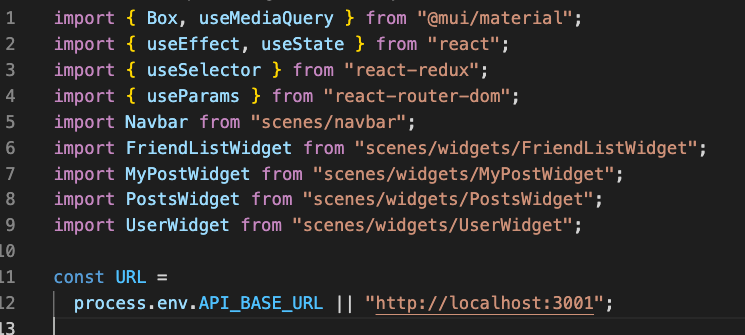 1 import { Box, useMediaQuery } from "@mui/material";
2 import { useEffect, useState } from "react";
3 import { useSelector } from "react-redux";
4 import { useParams } from "react-router-dom";
5 import Navbar from "scenes/navbar";
6 import FriendListWidget from "scenes/widgets/FriendListWidget";
7 import MyPostWidget from "scenes/widgets/MyPostWidget";
8 import PostsWidget from "scenes/widgets/PostsWidget";
9 import UserWidget from "scenes/widgets/UserWidget";
10
11 const URL =
12 process.env.API_BASE_URL || "http://localhost:3001";
13